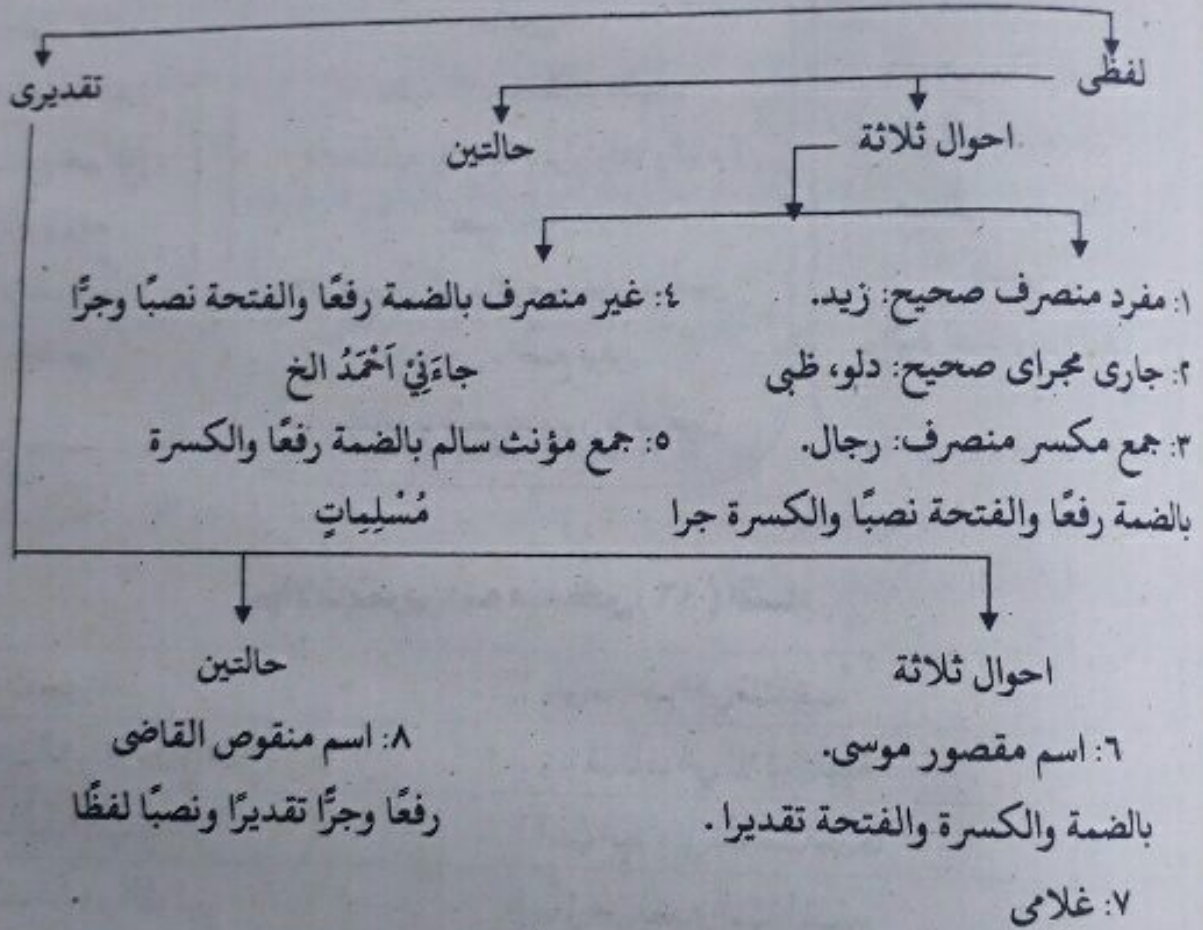 لفظی
تقدیری
احوال ثلاثة
حالتین
١: مفرد منصرف صحیح: زید.
٤: غیر منصرف بالضمة رفعًا والفتحة نصبًا وجرًّا
٢: جاری مجرای صحیح: دلو، ظبی
جاءَنِيْ اَحْمَدُ الخ
٣: جمع مکسر منصرف: رجال.
٥: جمع مؤنث سالم بالضمة رفعًا والکسرة
بالضمة رفعًا والفتحة نصبًا والکسرة جرا
مُسْلِمِاتٍ
احوال ثلاثة
حالتین
٦: اسم مقصور موسی.
٨: اسم منقوص القاضی
بالضمة والکسرة والفتحة تقدیرا.
رفعًا وجرًّا تقدیرًا ونصبًا لفظًا
٧: غلامی